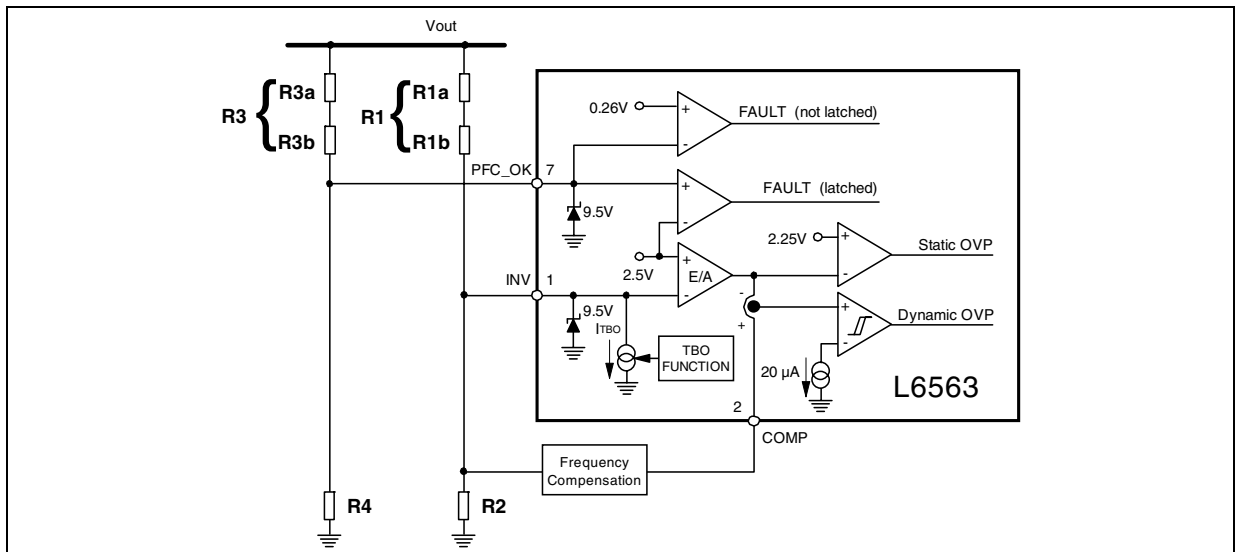 Vout
R3
R3a
R3b
R1
R1a
R1b
0.26V
+
-
FAULT (not latched)
PFC_OK
7
9.5V
+
-
FAULT (latched)
2.5V
+
E/A
-
2.25V
+
-
Static OVP
INV
1
9.5V
ITBO
TBO
FUNCTION
-
+
+
-
Dynamic OVP
20 µA
L6563
2
COMP
Frequency
Compensation
R4
R2